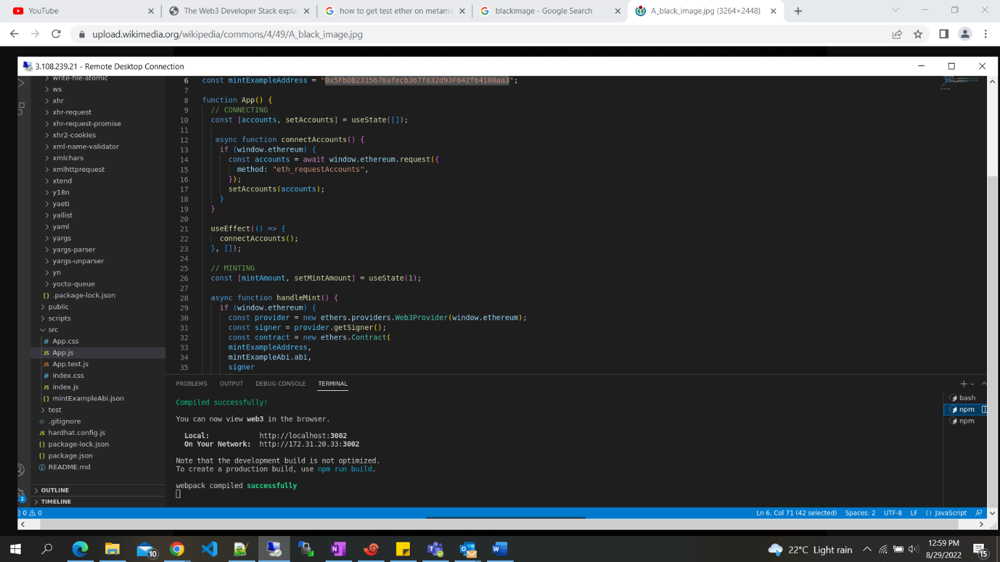 YouTube
The Web3 Developer Stack expla
how to get test ether on metama
blackimage - Google Search
A_black_image.jpg (3264×2448)
upload.wikimedia.org/wikipedia/commons/4/49/A_black_image.jpg
3.108.239.21 - Remote Desktop Connection
write-file-atomic
ws
xhr
xhr-request
xhr-request-promise
xhr2-cookies
xml-name-validator
xmlchars
xmlhttprequest
xtend
y18n
yaeti
yallist
yaml
yargs
yargs-parser
yargs-unparser
yn
yocto-queue
{} .package-lock.json
public
scripts
src
# App.css
JS App.js
JS App.test.js
# index.css
JS index.js
{} mintExampleAbi.json
test
.gitignore
JS hardhat.config.js
{} package-lock.json
{} package.json
README.md
OUTLINE
TIMELINE
6 const mintExampleAddress = "0x5FbDB2315678afecb367f032d93F642f64180aa3";
7
8 function App() {
9 // CONNECTING
10 const [accounts, setAccounts] = useState([]);
11
12 async function connectAccounts() {
13 if (window.ethereum) {
14 const accounts = await window.ethereum.request({
15 method: "eth_requestAccounts",
16 });
17 setAccounts(accounts);
18 }
19 }
20
21 useEffect(() => {
22 connectAccounts();
23 }, []);
24
25 // MINTING
26 const [mintAmount, setMintAmount] = useState(1);
27
28 async function handleMint() {
29 if (window.ethereum) {
30 const provider = new ethers.providers.Web3Provider(window.ethereum);
31 const signer = provider.getSigner();
32 const contract = new ethers.Contract(
33 mintExampleAddress,
34 mintExampleAbi.abi,
35 signer
PROBLEMS OUTPUT DEBUG CONSOLE TERMINAL
Compiled successfully!
You can now view web3 in the browser.
Local: http://localhost:3002
On Your Network: http://172.31.20.33:3002
Note that the development build is not optimized.
To create a production build, use npm run build.
webpack compiled successfully
bash
npm
npm
1
0 0
Ln 6, Col 71 (42 selected) Spaces: 2 UTF-8 LF {} JavaScript
10
22°C Light rain
12:59 PM
8/29/2022
15